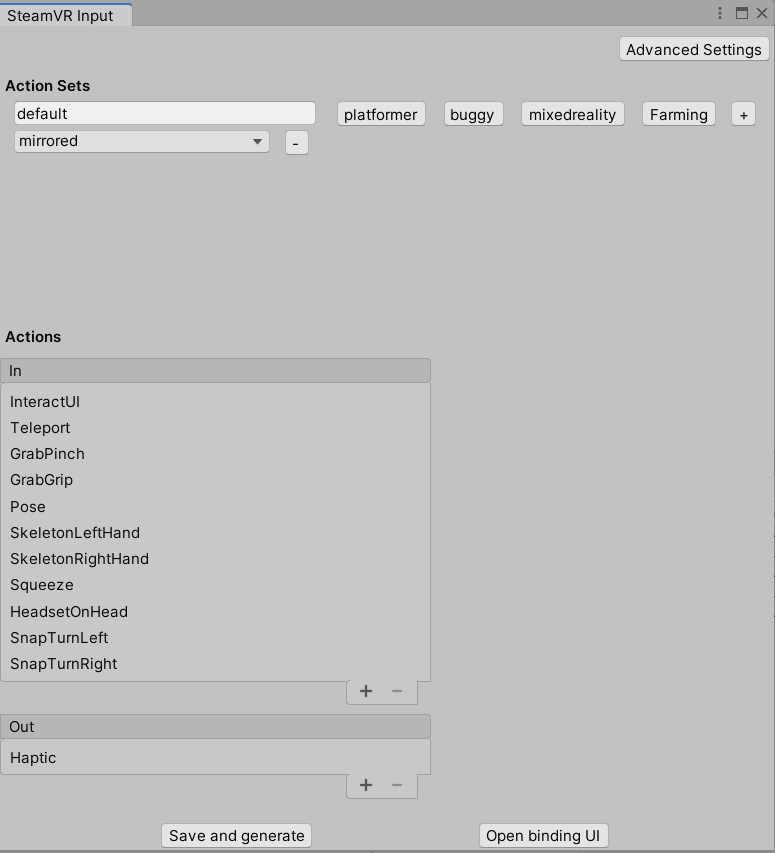 SteamVR Input
Advanced Settings
Action Sets
default platformer buggy mixedreality Farming +
mirrored -
Actions
In
InteractUI
Teleport
GrabPinch
GrabGrip
Pose
SkeletonLeftHand
SkeletonRightHand
Squeeze
HeadsetOnHead
SnapTurnLeft
SnapTurnRight
+ −
Out
Haptic
+ −
Save and generate Open binding UI